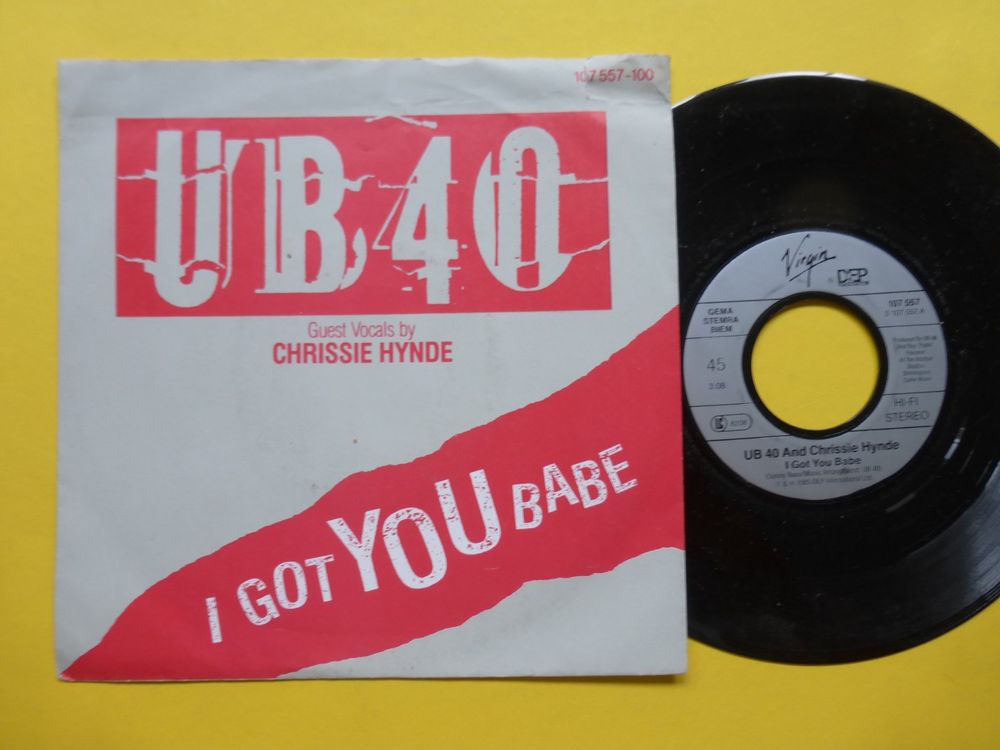 107 557-100
UB40
Guest Vocals by
CHRISSIE HYNDE
I GOT YOU BABE
Virgin
DEP
GEMA
STEMRA
BIEM
107 557
45
3:08
HI-FI
STEREO
UB 40 And Chrissie Hynde
I Got You Babe